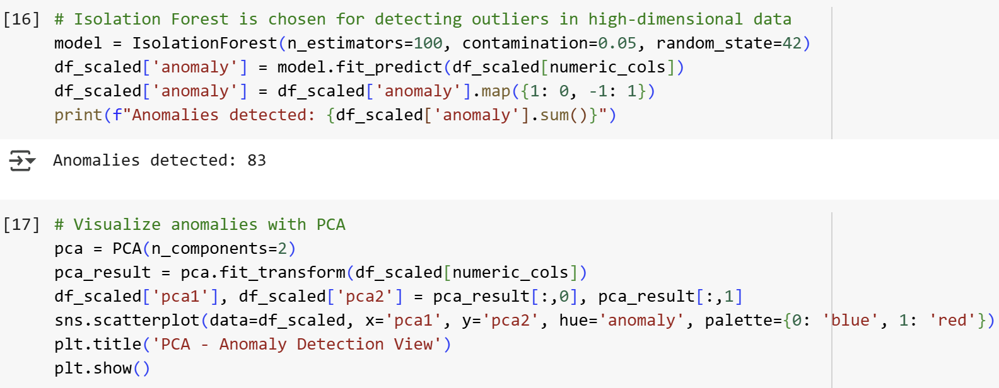 [16] # Isolation Forest is chosen for detecting outliers in high-dimensional data
model = IsolationForest(n_estimators=100, contamination=0.05, random_state=42)
df_scaled['anomaly'] = model.fit_predict(df_scaled[numeric_cols])
df_scaled['anomaly'] = df_scaled['anomaly'].map({1: 0, -1: 1})
print(f"Anomalies detected: {df_scaled['anomaly'].sum()}")
Anomalies detected: 83
[17] # Visualize anomalies with PCA
pca = PCA(n_components=2)
pca_result = pca.fit_transform(df_scaled[numeric_cols])
df_scaled['pca1'], df_scaled['pca2'] = pca_result[:,0], pca_result[:,1]
sns.scatterplot(data=df_scaled, x='pca1', y='pca2', hue='anomaly', palette={0: 'blue', 1: 'red'})
plt.title('PCA - Anomaly Detection View')
plt.show()